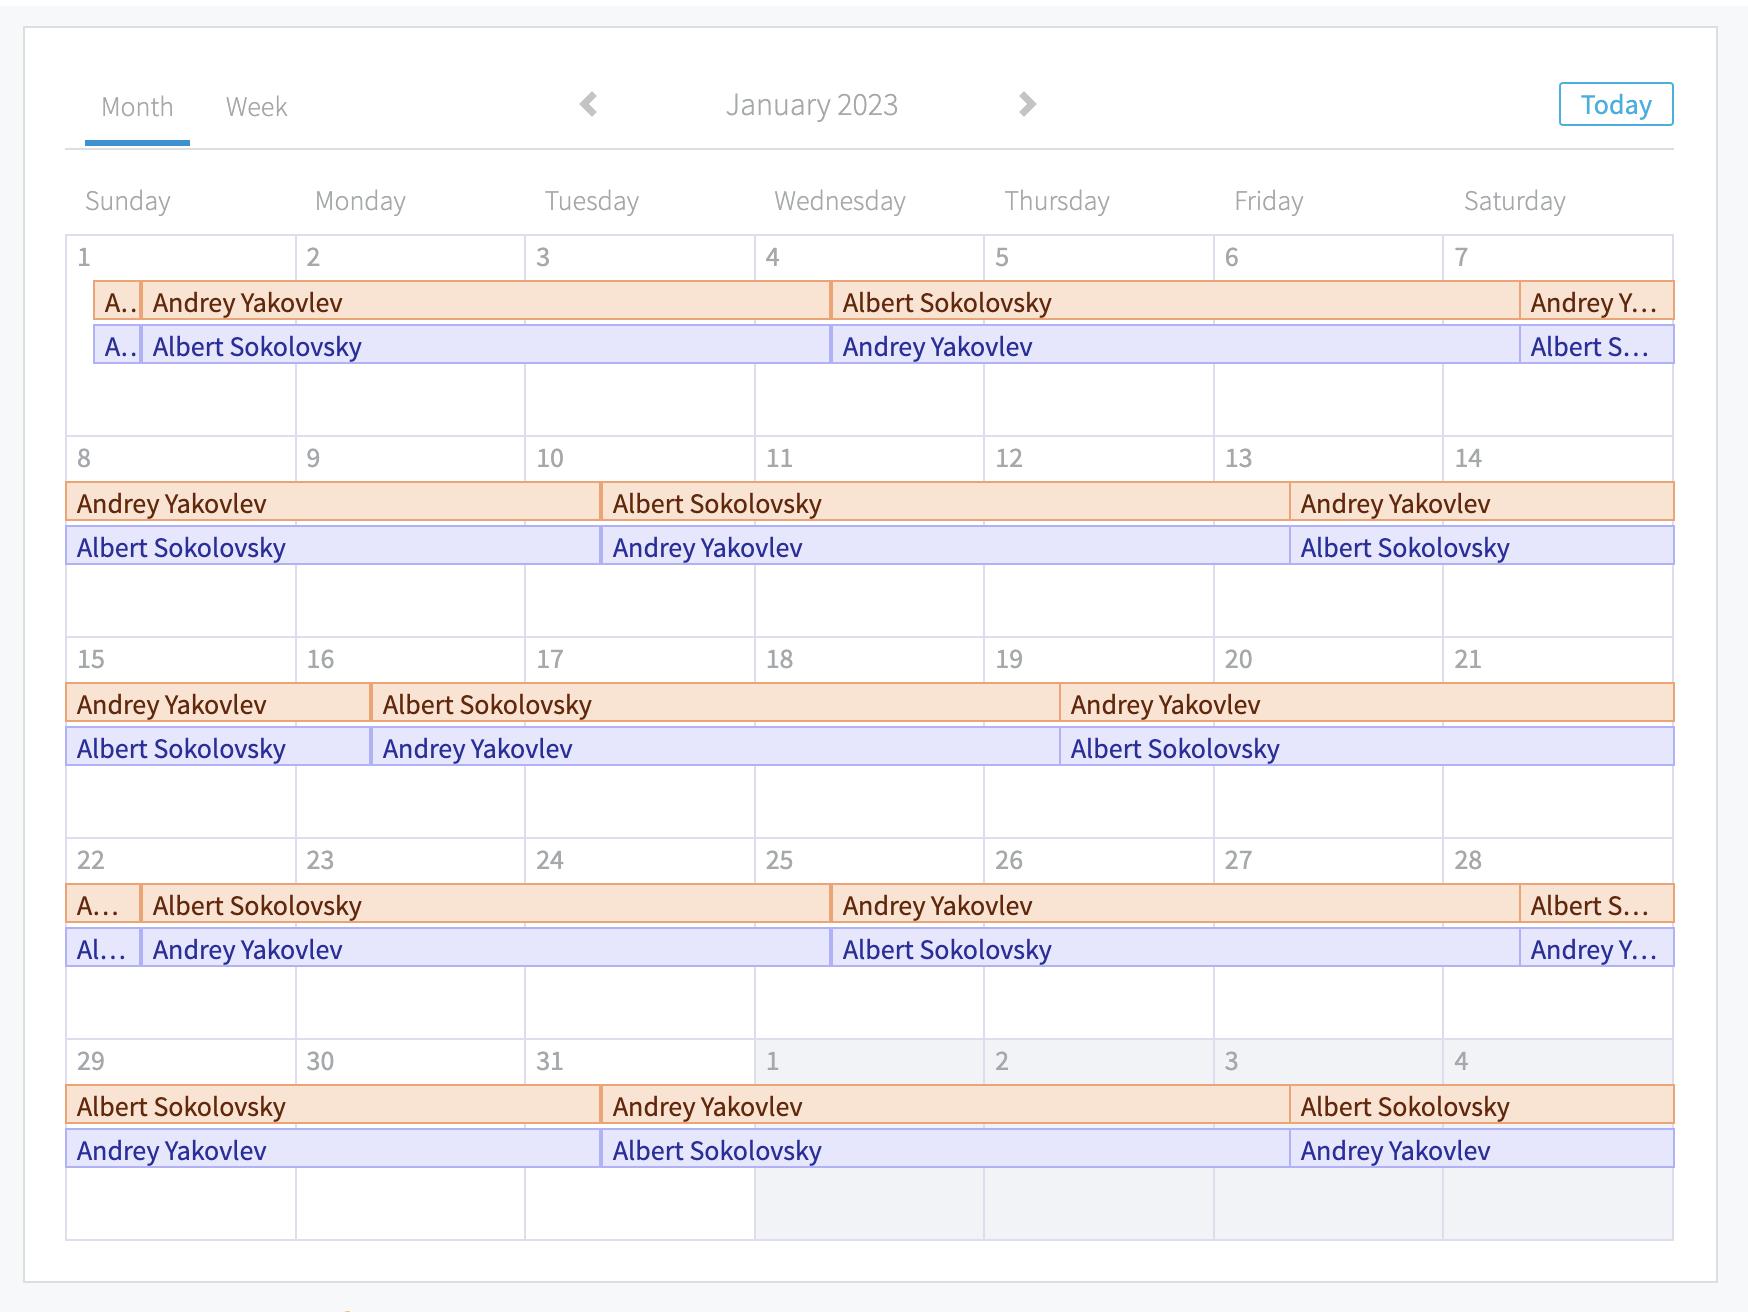 Month Week January 2023 Today
Sunday Monday Tuesday Wednesday Thursday Friday Saturday
1 2 3 4 5 6 7
A.. Andrey Yakovlev Albert Sokolovsky Andrey Y...
A.. Albert Sokolovsky Andrey Yakovlev Albert S...
8 9 10 11 12 13 14
Andrey Yakovlev Albert Sokolovsky Andrey Yakovlev
Albert Sokolovsky Andrey Yakovlev Albert Sokolovsky
15 16 17 18 19 20 21
Andrey Yakovlev Albert Sokolovsky Andrey Yakovlev
Albert Sokolovsky Andrey Yakovlev Albert Sokolovsky
22 23 24 25 26 27 28
A... Albert Sokolovsky Andrey Yakovlev Albert S...
Al... Andrey Yakovlev Albert Sokolovsky Andrey Y...
29 30 31 1 2 3 4
Albert Sokolovsky Andrey Yakovlev Albert Sokolovsky
Andrey Yakovlev Albert Sokolovsky Andrey Yakovlev